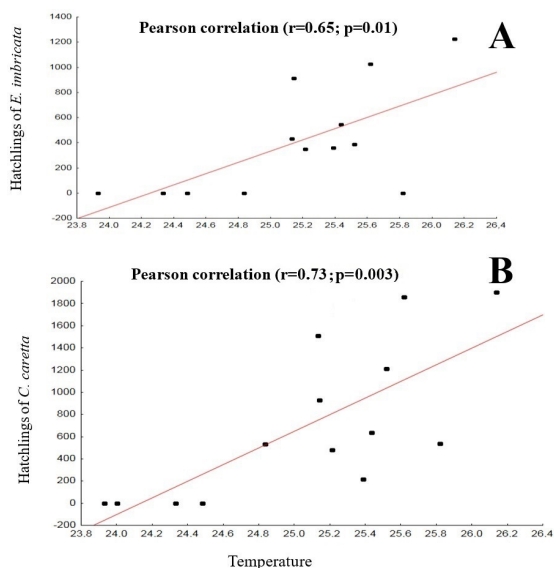 Pearson correlation (r=0.65; p=0.01)
A
Hatchlings of E. imbricata
1400
1200
1000
800
600
400
200
0
-200
23.8 24.0 24.2 24.4 24.6 24.8 25.0 25.2 25.4 25.6 25.8 26.0 26.2 26.4
Pearson correlation (r=0.73;p=0.003)
B
Hatchlings of C. caretta
2000
1800
1600
1400
1200
1000
800
600
400
200
0
-200
23.8 24.0 24.2 24.4 24.6 24.8 25.0 25.2 25.4 25.6 25.8 26.0 26.2 26.4
Temperature